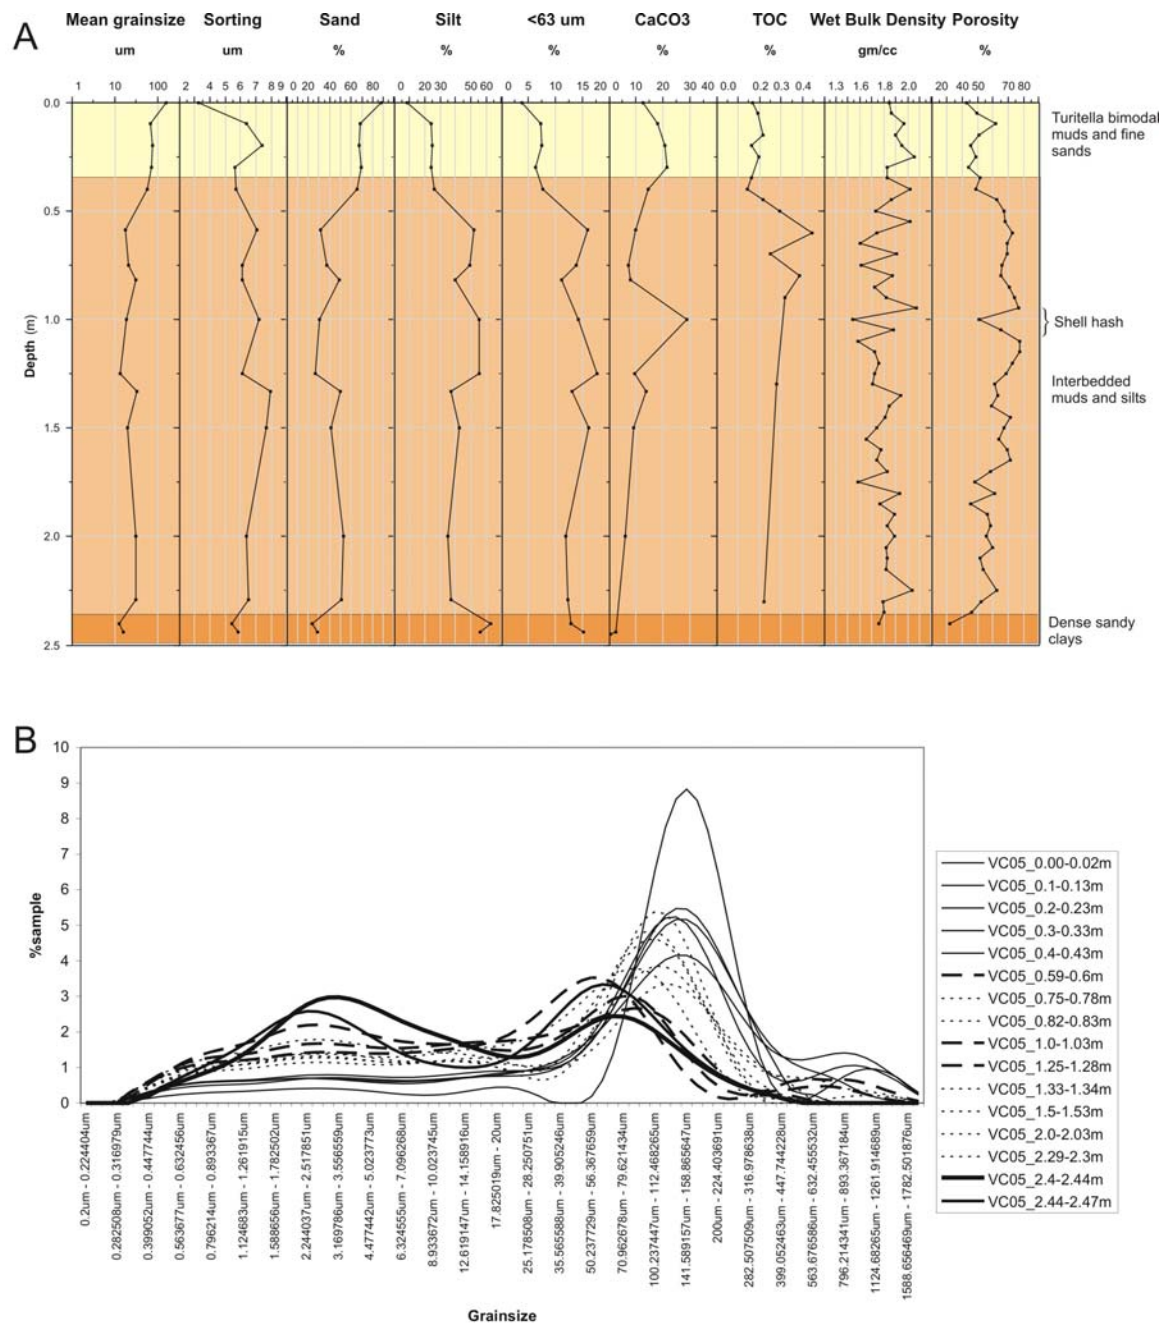 A
Mean grainsize Sorting Sand Silt <63 um CaCO3 TOC Wet Bulk Density Porosity
um um % % % % % gm/cc %
1 10 100 2 4 5 6 7 8 9 0 20 40 60 80 0 20 30 50 60 0 5 10 15 20 0 10 20 30 40 0.0 0.2 0.3 0.4 1.3 1.6 1.8 2.0 20 40 50 70 80
0.0
0.5
1.0
1.5
2.0
2.5
Depth (m)
Turitella bimodal
muds and fine
sands
Shell hash
Interbedded
muds and silts
Dense sandy
clays
B
10
9
8
7
6
5
4
3
2
1
0
%sample
0.2um - 0.224404um
0.282508um - 0.316979um
0.399052um - 0.447744um
0.563677um - 0.632456um
0.796214um - 0.893367um
1.124683um - 1.261915um
1.588656um - 1.782502um
2.244037um - 2.517851um
3.169786um - 3.556559um
4.477442um - 5.023773um
6.324555um - 7.096268um
8.933672um - 10.023745um
12.619147um - 14.158916um
17.825019um - 20um
25.178508um - 28.250751um
35.565588um - 39.905246um
50.237729um - 56.367659um
70.962678um - 79.621434um
100.237447um - 112.468265um
141.589157um - 158.865647um
200um - 224.403691um
282.507509um - 316.978638um
399.052463um - 447.744228um
563.676586um - 632.455532um
796.214341um - 893.367184um
1124.68265um - 1261.914689um
1588.656469um - 1782.501876um
Grainsize
VC05_0.00-0.02m
VC05_0.1-0.13m
VC05_0.2-0.23m
VC05_0.3-0.33m
VC05_0.4-0.43m
VC05_0.59-0.6m
VC05_0.75-0.78m
VC05_0.82-0.83m
VC05_1.0-1.03m
VC05_1.25-1.28m
VC05_1.33-1.34m
VC05_1.5-1.53m
VC05_2.0-2.03m
VC05_2.29-2.3m
VC05_2.4-2.44m
VC05_2.44-2.47m